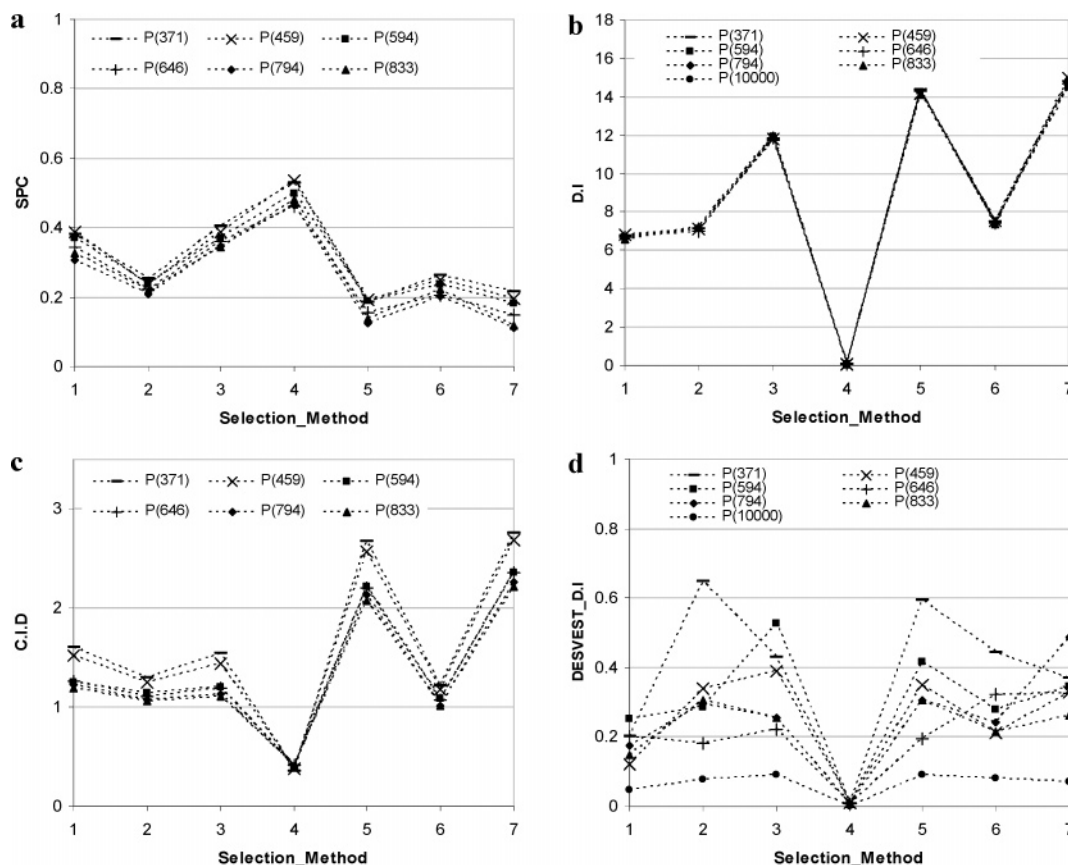 a
P(371) P(459) P(594)
P(646) P(794) P(833)
1
0.8
0.6
0.4
0.2
0
SPC
1 2 3 4 5 6 7
Selection_Method
b
P(371) P(459)
P(594) P(646)
P(794) P(833)
P(10000)
18
16
14
12
10
8
6
4
2
0
D.I
1 2 3 4 5 6 7
Selection_Method
c
P(371) P(459) P(594)
P(646) P(794) P(833)
3
2
1
0
C.I.D
1 2 3 4 5 6 7
Selection_Method
d
P(371) P(459)
P(594) P(646)
P(794) P(833)
P(10000)
1
0.8
0.6
0.4
0.2
0
DESVEST_D.I
1 2 3 4 5 6 7
Selection_Method